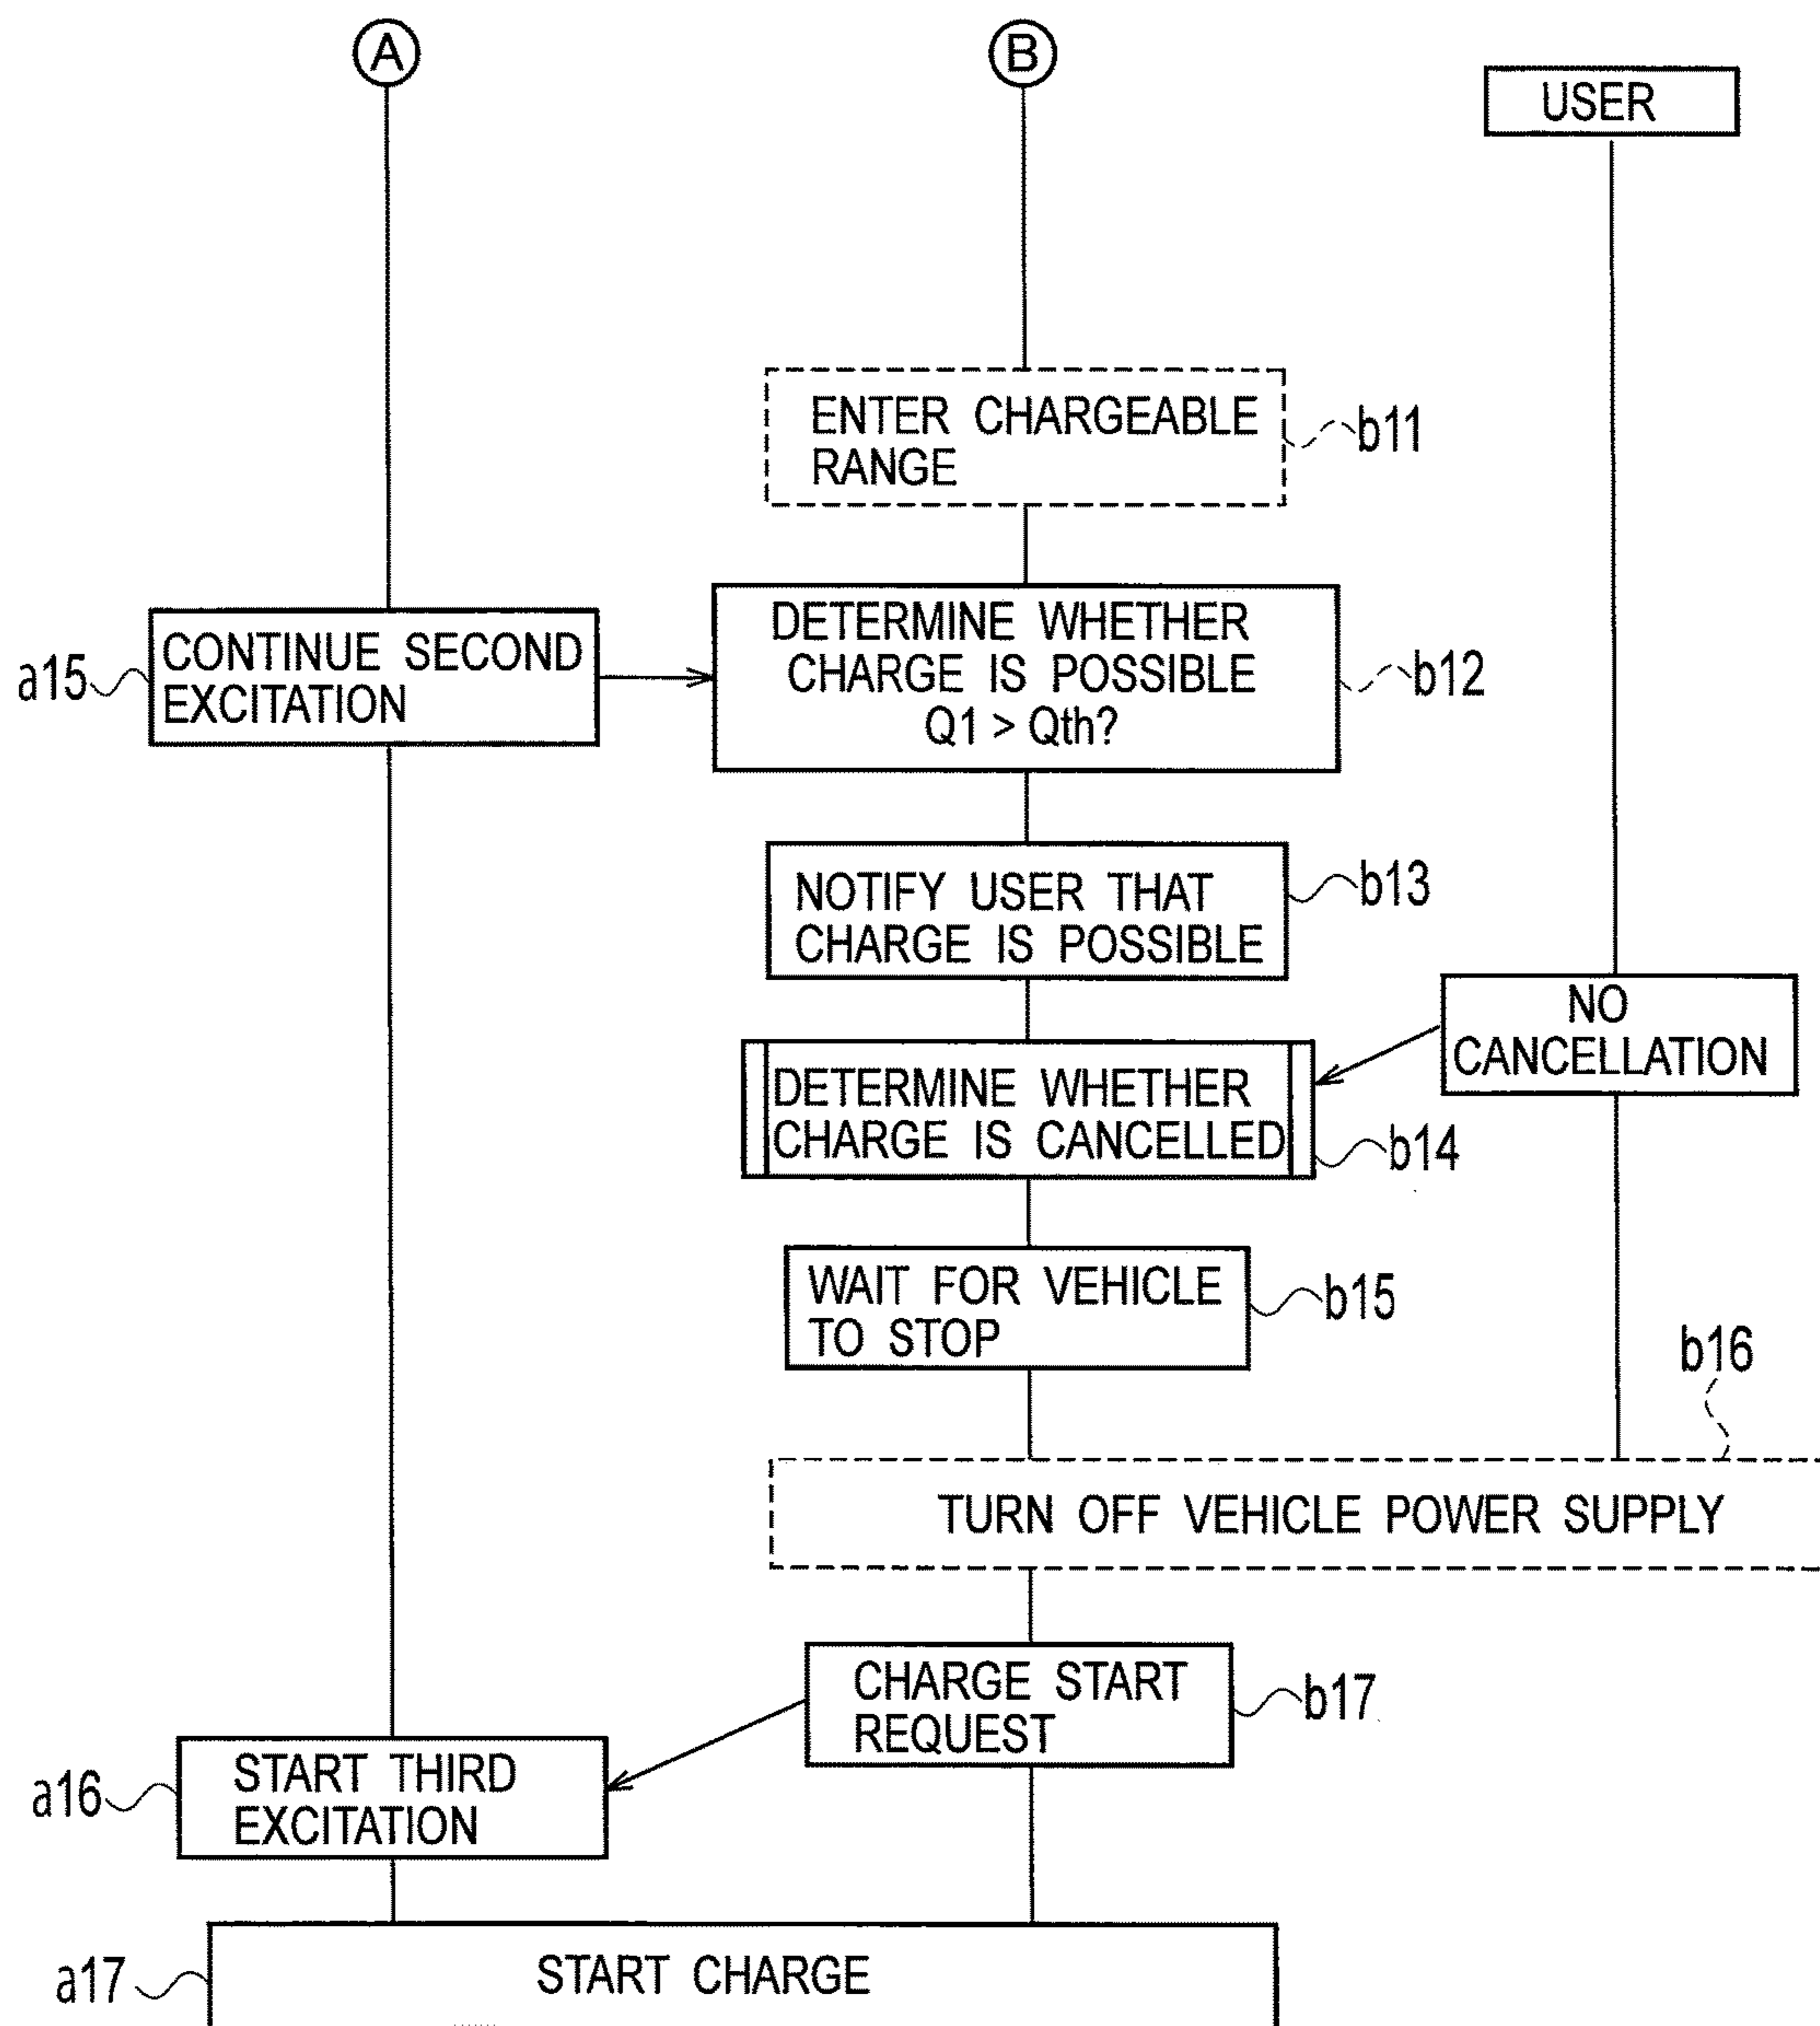 A
B
USER
ENTER CHARGEABLE
RANGE
b11
CONTINUE SECOND
EXCITATION
a15
DETERMINE WHETHER
CHARGE IS POSSIBLE
Q1 > Qth?
b12
NOTIFY USER THAT
CHARGE IS POSSIBLE
b13
NO
CANCELLATION
DETERMINE WHETHER
CHARGE IS CANCELLED
b14
WAIT FOR VEHICLE
TO STOP
b15
b16
TURN OFF VEHICLE POWER SUPPLY
CHARGE START
REQUEST
b17
START THIRD
EXCITATION
a16
START CHARGE
a17